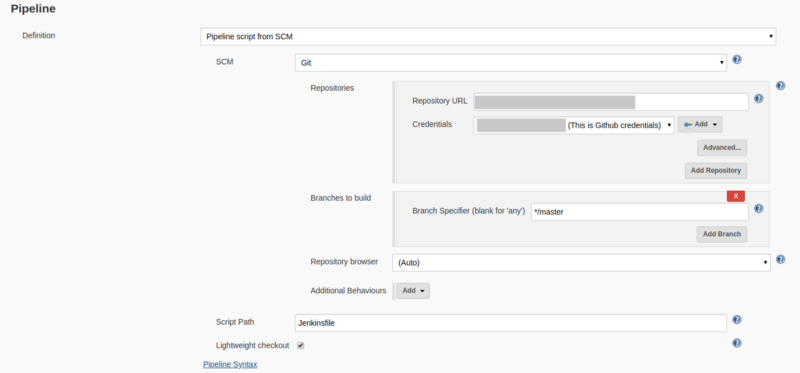 Pipeline
Definition
Pipeline script from SCM
SCM
Git
Repositories
Repository URL
Credentials
(This is Github credentials)
Add
Advanced...
Add Repository
Branches to build
X
Branch Specifier (blank for 'any')
*/master
Add Branch
Repository browser
(Auto)
Additional Behaviours
Add
Script Path
Jenkinsfile
Lightweight checkout
Pipeline Syntax